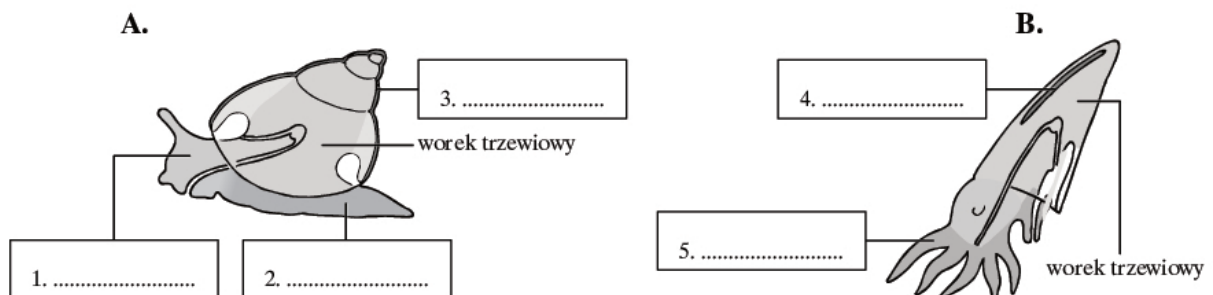 A.
B.
3. ............................
4. ............................
worek trzewiowy
5. ............................
worek trzewiowy
1. ............................
2. ............................